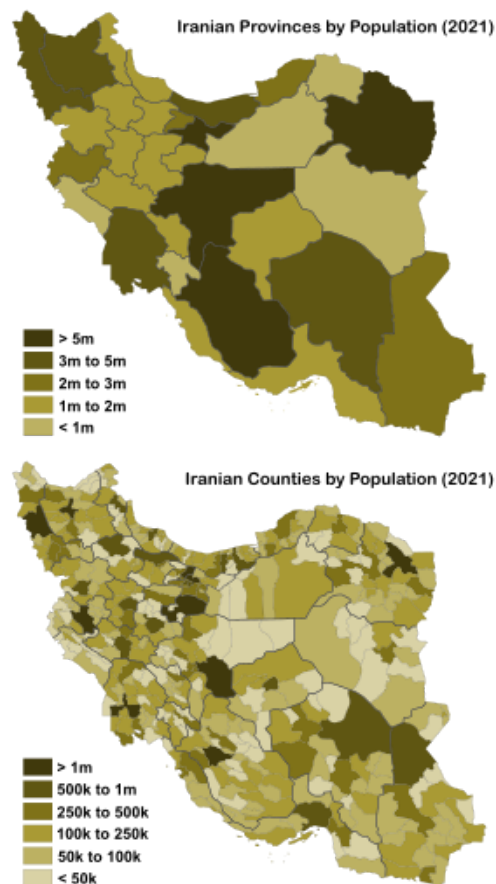 Iranian Provinces by Population (2021)
> 5m
3m to 5m
2m to 3m
1m to 2m
< 1m
Iranian Counties by Population (2021)
> 1m
500k to 1m
250k to 500k
100k to 250k
50k to 100k
< 50k